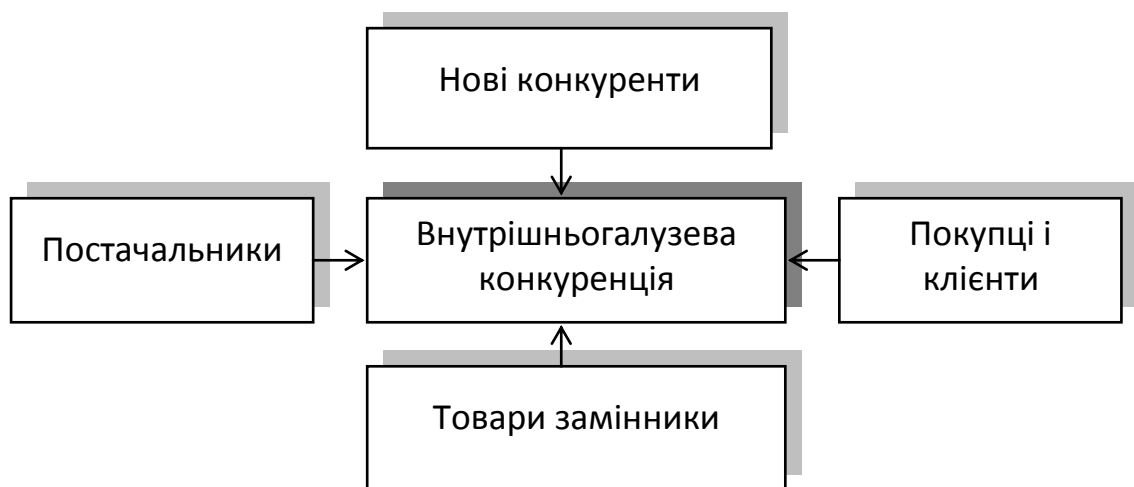 Нові конкуренти
Постачальники
Внутрішньогалузева
конкуренція
Покупці і
клієнти
Товари замінники